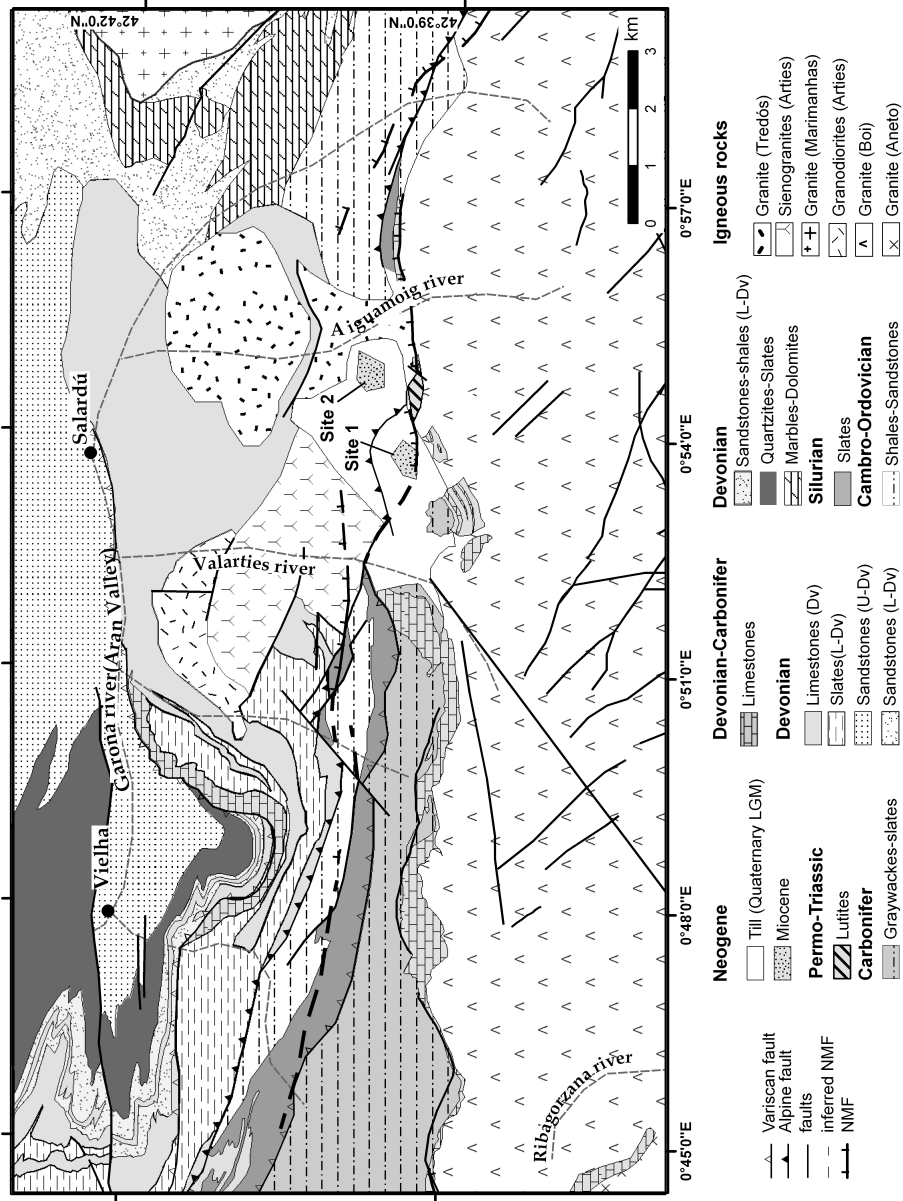 42°42'0"N
42°39'0"N
Salardú
Vielha
Garona river(Aran Valley)
Valarties river
Aiguamoig river
Ribagorzana river
Site 1
Site 2
0°45'0"E
0°48'0"E
0°51'0"E
0°54'0"E
0°57'0"E
0 1 2 3
km
Variscan fault
Alpine fault
faults
inferred NMF
NMF
Neogene
Till (Quaternary LGM)
Miocene
Permo-Triassic
Lutites
Carbonifer
Graywackes-slates
Devonian-Carbonifer
Limestones
Devonian
Limestones (Dv)
Slates(L-Dv)
Sandstones (U-Dv)
Sandstones (L-Dv)
Devonian
Sandstones-shales (L-Dv)
Quartzites-Slates
Marbles-Dolomites
Silurian
Slates
Cambro-Ordovician
Shales-Sandstones
Igneous rocks
Granite (Tredós)
Sienogranites (Arties)
Granite (Marimanhas)
Granodiorites (Arties)
Granite (Boi)
Granite (Aneto)